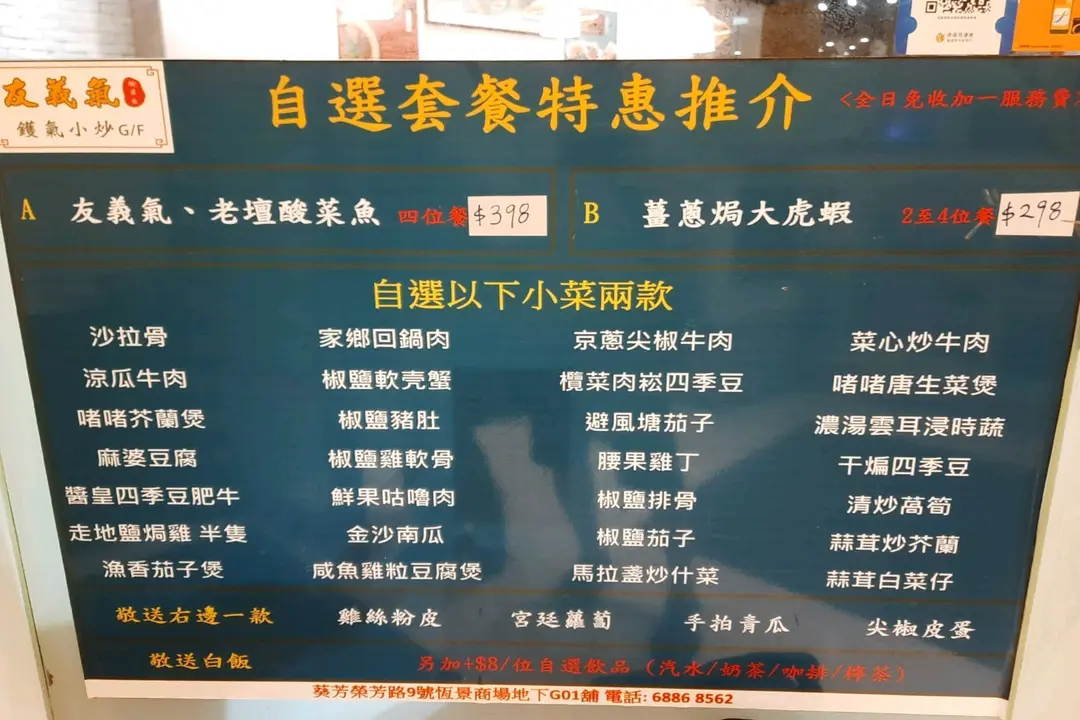 友義氣
鑊氣小炒G/F
自選套餐特惠推介
<全日免收加一服務費>
A 友義氣、老壇酸菜魚 四位餐 $398
B 薑蔥焗大虎蝦 2至4位餐 $298
自選以下小菜兩款
沙拉骨 家鄉回鍋肉 京蔥尖椒牛肉 菜心炒牛肉
涼瓜牛肉 椒鹽軟壳蟹 欖菜肉崧四季豆 啫啫唐生菜煲
啫啫芥蘭煲 椒鹽豬肚 避風塘茄子 濃湯雲耳浸時蔬
麻婆豆腐 椒鹽雞軟骨 腰果雞丁 干煸四季豆
醬皇四季豆肥牛 鮮果咕嚕肉 椒鹽排骨 清炒萵筍
走地鹽焗雞 半隻 金沙南瓜 椒鹽茄子 蒜茸炒芥蘭
漁香茄子煲 咸魚雞粒豆腐煲 馬拉盞炒什菜 蒜茸白菜仔
敬送右邊一款 雞絲粉皮 宮廷蘿蔔 手拍青瓜 尖椒皮蛋
敬送白飯 另加+$8/位自選飲品（汽水/奶茶/咖啡/檸茶）
葵芳榮芳路9號恆景商場地下G01舖 電話: 6886 8562